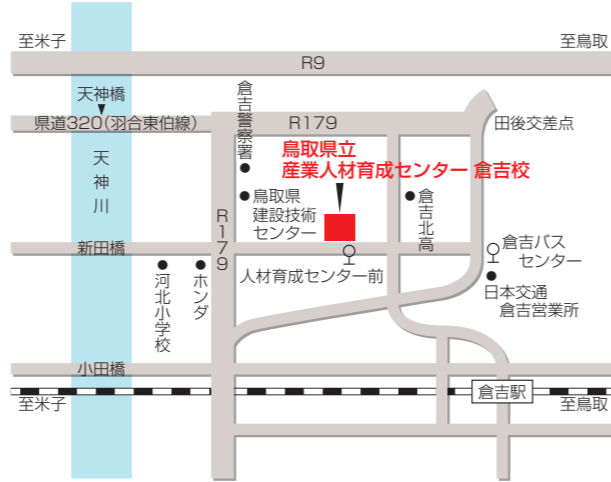 至米子
至鳥取
R9
天神橋
県道320(羽合東伯線)
倉吉警察署
R179
田後交差点
鳥取県立
産業人材育成センター 倉吉校
天神川
鳥取県
建設技術
センター
倉吉北高
R179
新田橋
人材育成センター前
倉吉バス
センター
河北小学校
ホンダ
日本交通
倉吉営業所
小田橋
倉吉駅
至米子
至鳥取